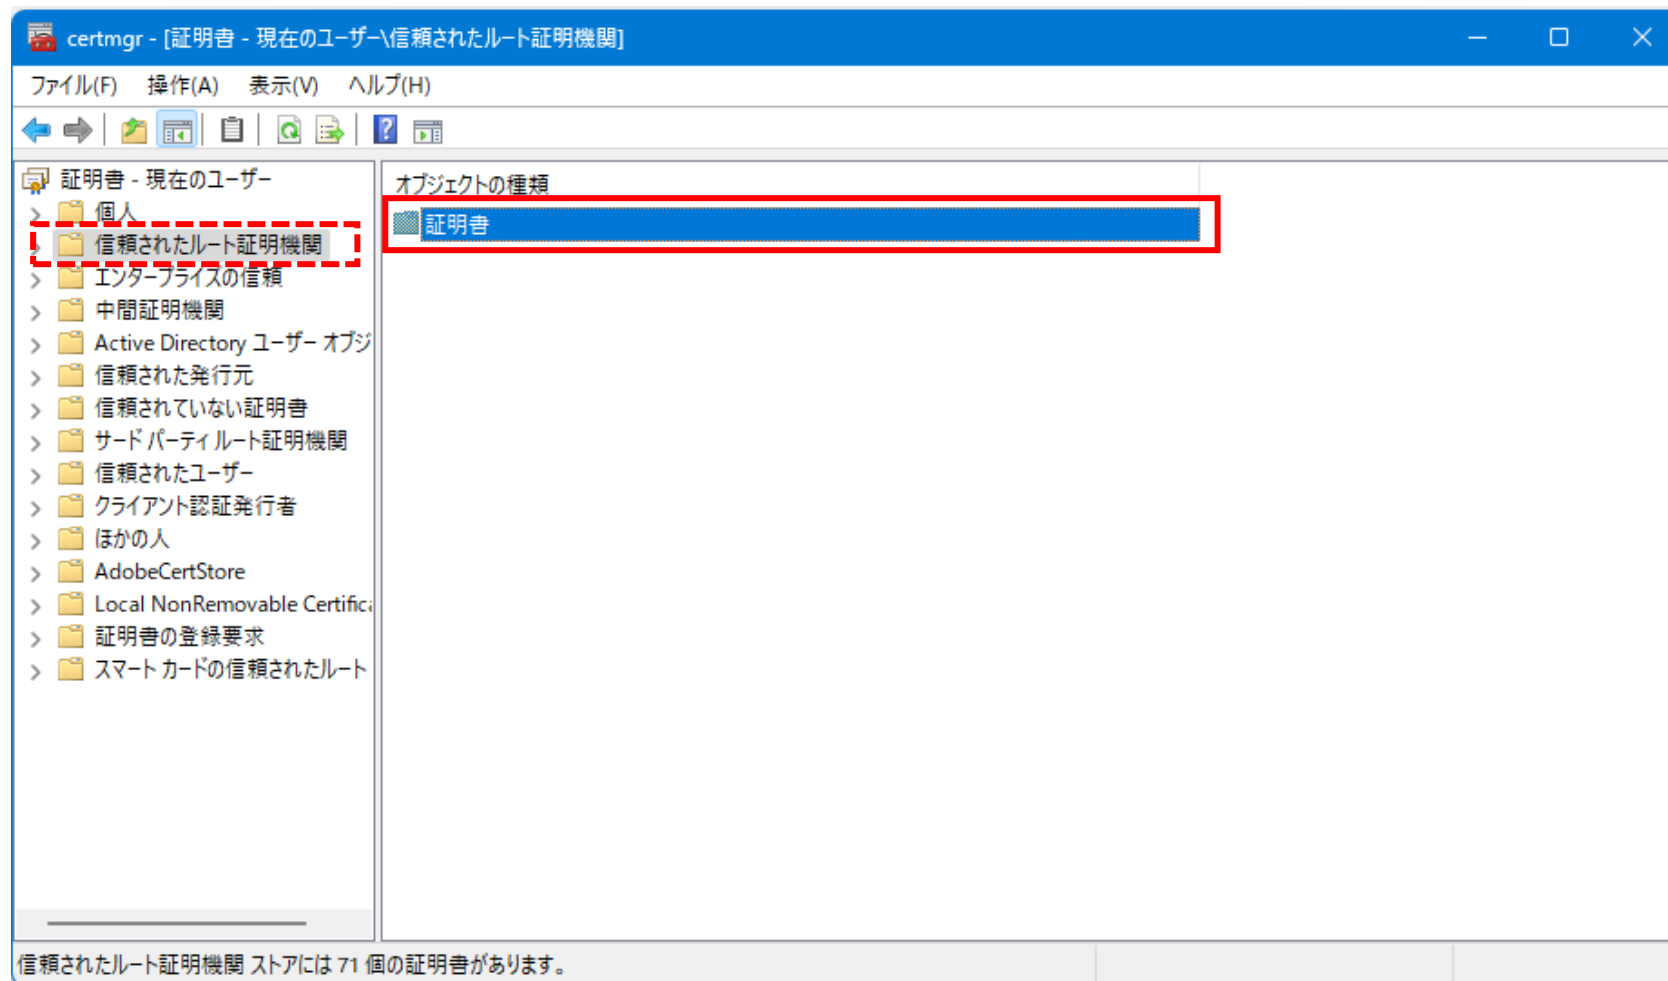 certmgr - [証明書 - 現在のユーザー\信頼されたルート証明機関]
ファイル(F) 操作(A) 表示(V) ヘルプ(H)
証明書 - 現在のユーザー
個人
信頼されたルート証明機関
エンタープライズの信頼
中間証明機関
Active Directory ユーザー オブジ
信頼された発行元
信頼されていない証明書
サード パーティ ルート証明機関
信頼されたユーザー
クライアント認証発行者
ほかの人
AdobeCertStore
Local NonRemovable Certific
証明書の登録要求
スマート カードの信頼されたルート
オブジェクトの種類
証明書
信頼されたルート証明機関 ストアには 71 個の証明書があります。